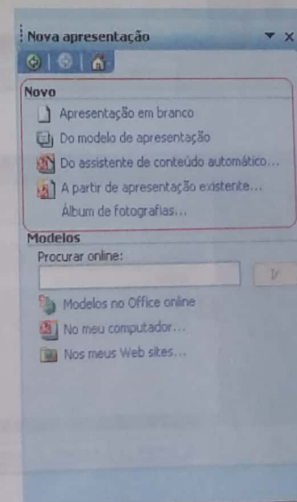 Nova apresentação
Novo
Apresentação em branco
Do modelo de apresentação
Do assistente de conteúdo automático...
A partir de apresentação existente...
Álbum de fotografias...
Modelos
Procurar online:
Ir
Modelos no Office online
No meu computador...
Nos meus Web sites...